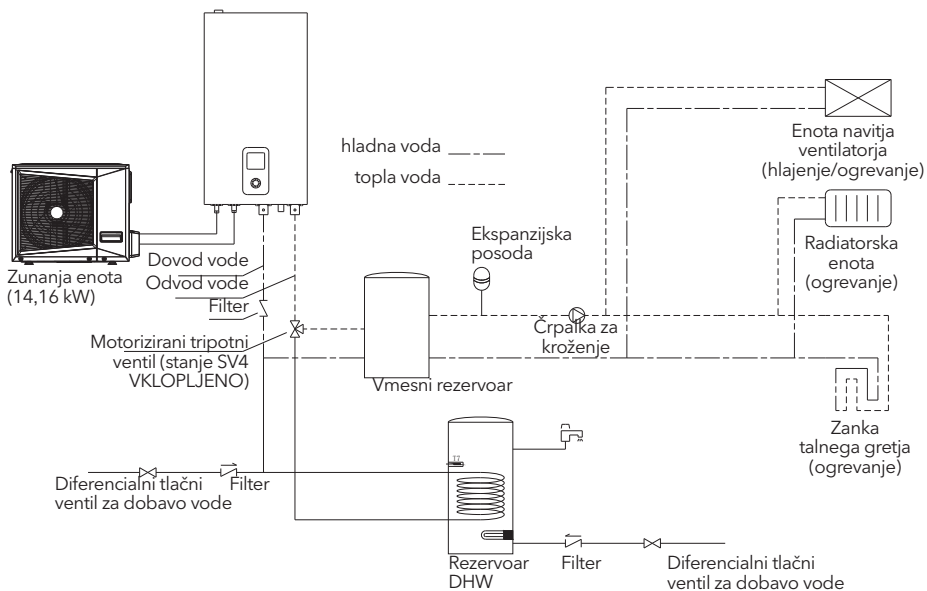 hladna voda
topla voda
Enota navitja
ventilatorja
(hlajenje/ogrevanje)
Ekspanzijska
posoda
Radiatorska
enota
(ogrevanje)
Zunanja enota
(14,16 kW)
Dovod vode
Odvod vode
Filter
Motorizirani tripotni
ventil (stanje SV4
VKLOPLJENO)
Črpalka za
kroženje
Vmesni rezervoar
Zanka
talnega gretja
(ogrevanje)
Diferencialni tlačni
ventil za dobavo vode
Filter
Rezervoar
DHW
Filter
Diferencialni tlačni
ventil za dobavo vode